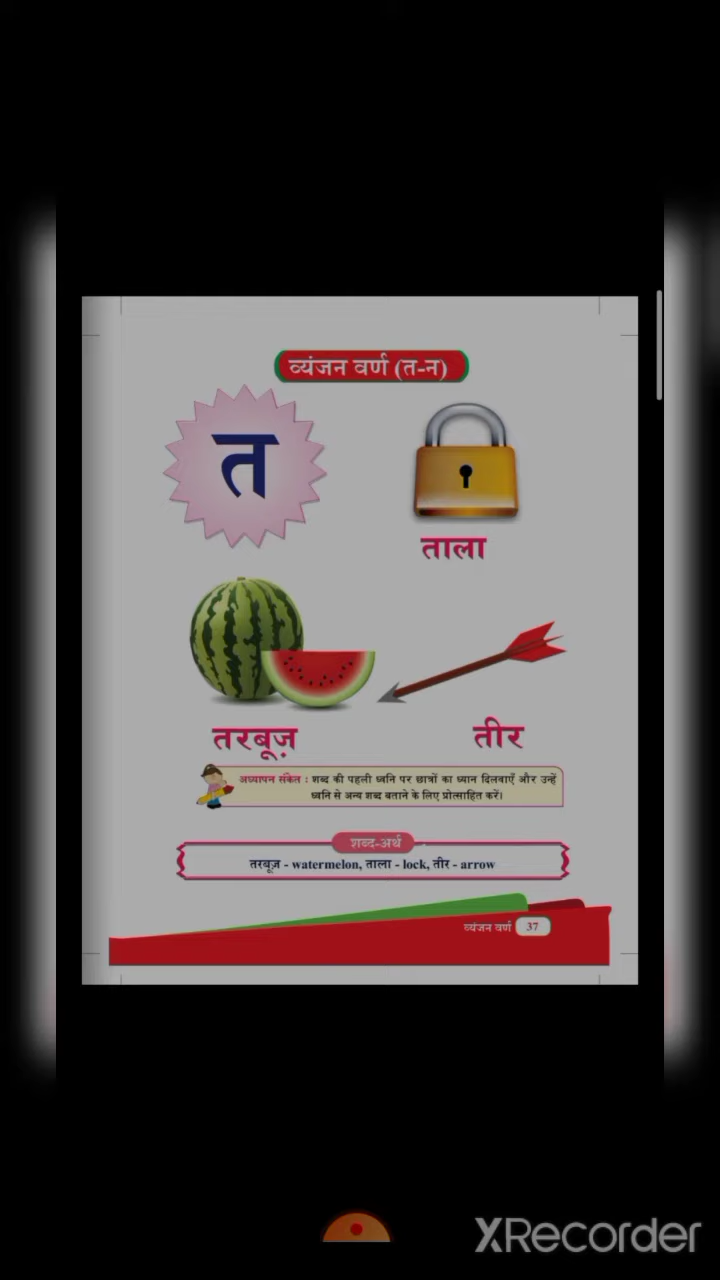 व्यंजन वर्ण (त-न)
त
ताला
तरबूज़
तीर
अध्यापन संकेत : शब्द की पहली ध्वनि पर छात्रों का ध्यान दिलवाएँ और उन्हें
ध्वनि से अन्य शब्द बताने के लिए प्रोत्साहित करें।
शब्द-अर्थ
तरबूज़ - watermelon, ताला - lock, तीर - arrow
व्यंजन वर्ण 37
XRecorder